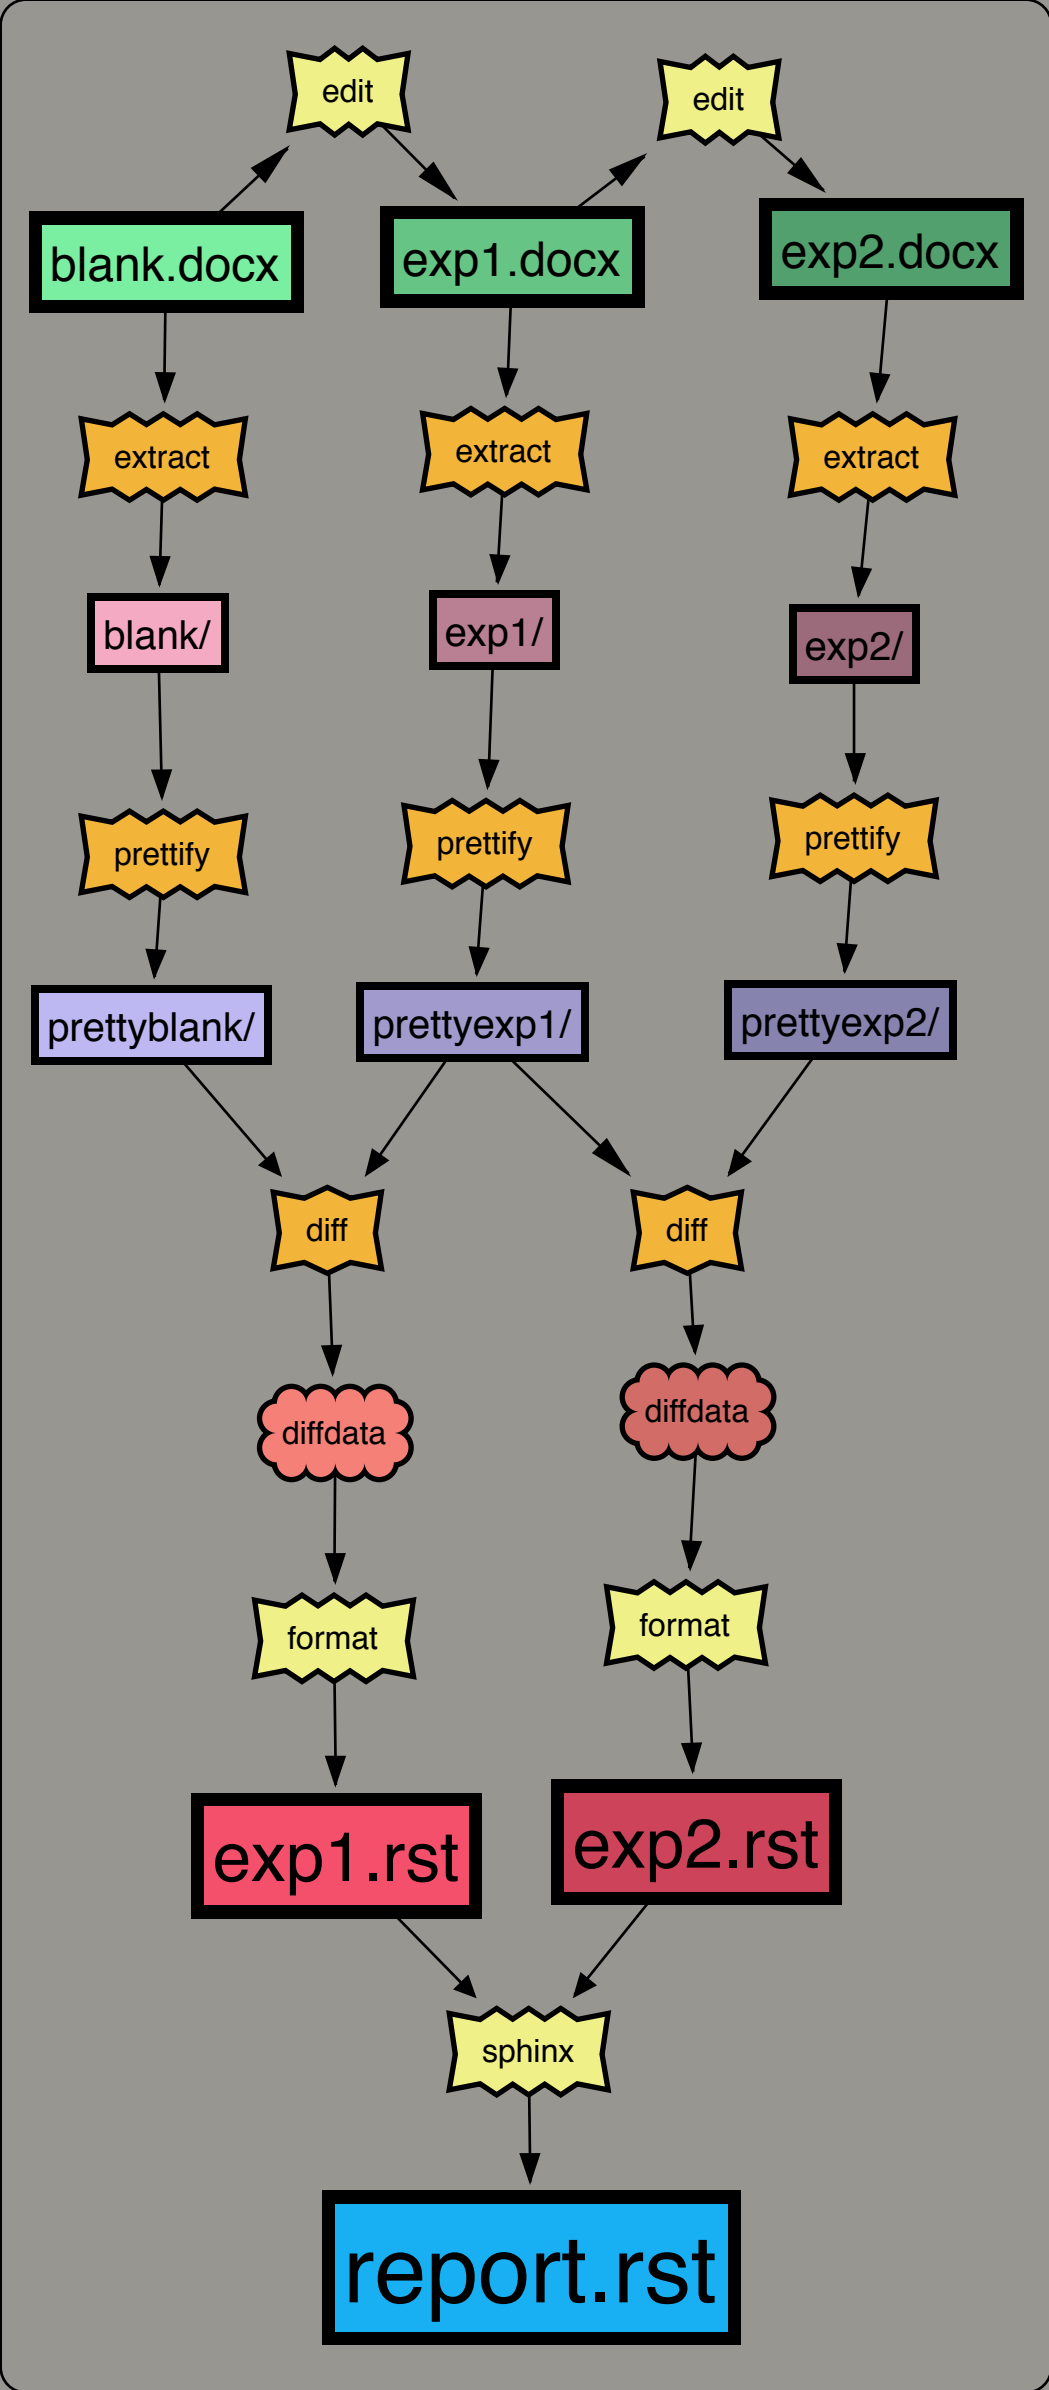 edit
edit
blank.docx
exp1.docx
exp2.docx
extract
extract
extract
blank/
exp1/
exp2/
prettify
prettify
prettify
prettyblank/
prettyexp1/
prettyexp2/
diff
diff
diffdata
diffdata
format
format
exp1.rst
exp2.rst
sphinx
report.rst